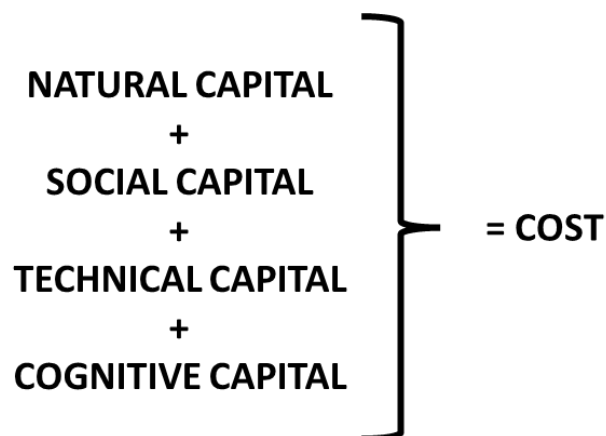 NATURAL CAPITAL
+
SOCIAL CAPITAL
+
TECHNICAL CAPITAL
+
COGNITIVE CAPITAL
= COST